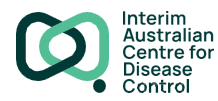 Interim
Australian
Centre for
Disease
Control